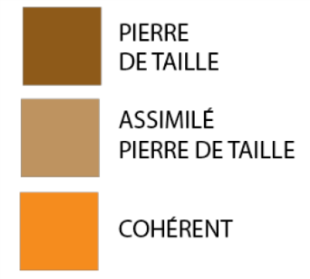 PIERRE
DE TAILLE
ASSIMILÉ
PIERRE DE TAILLE
COHÉRENT